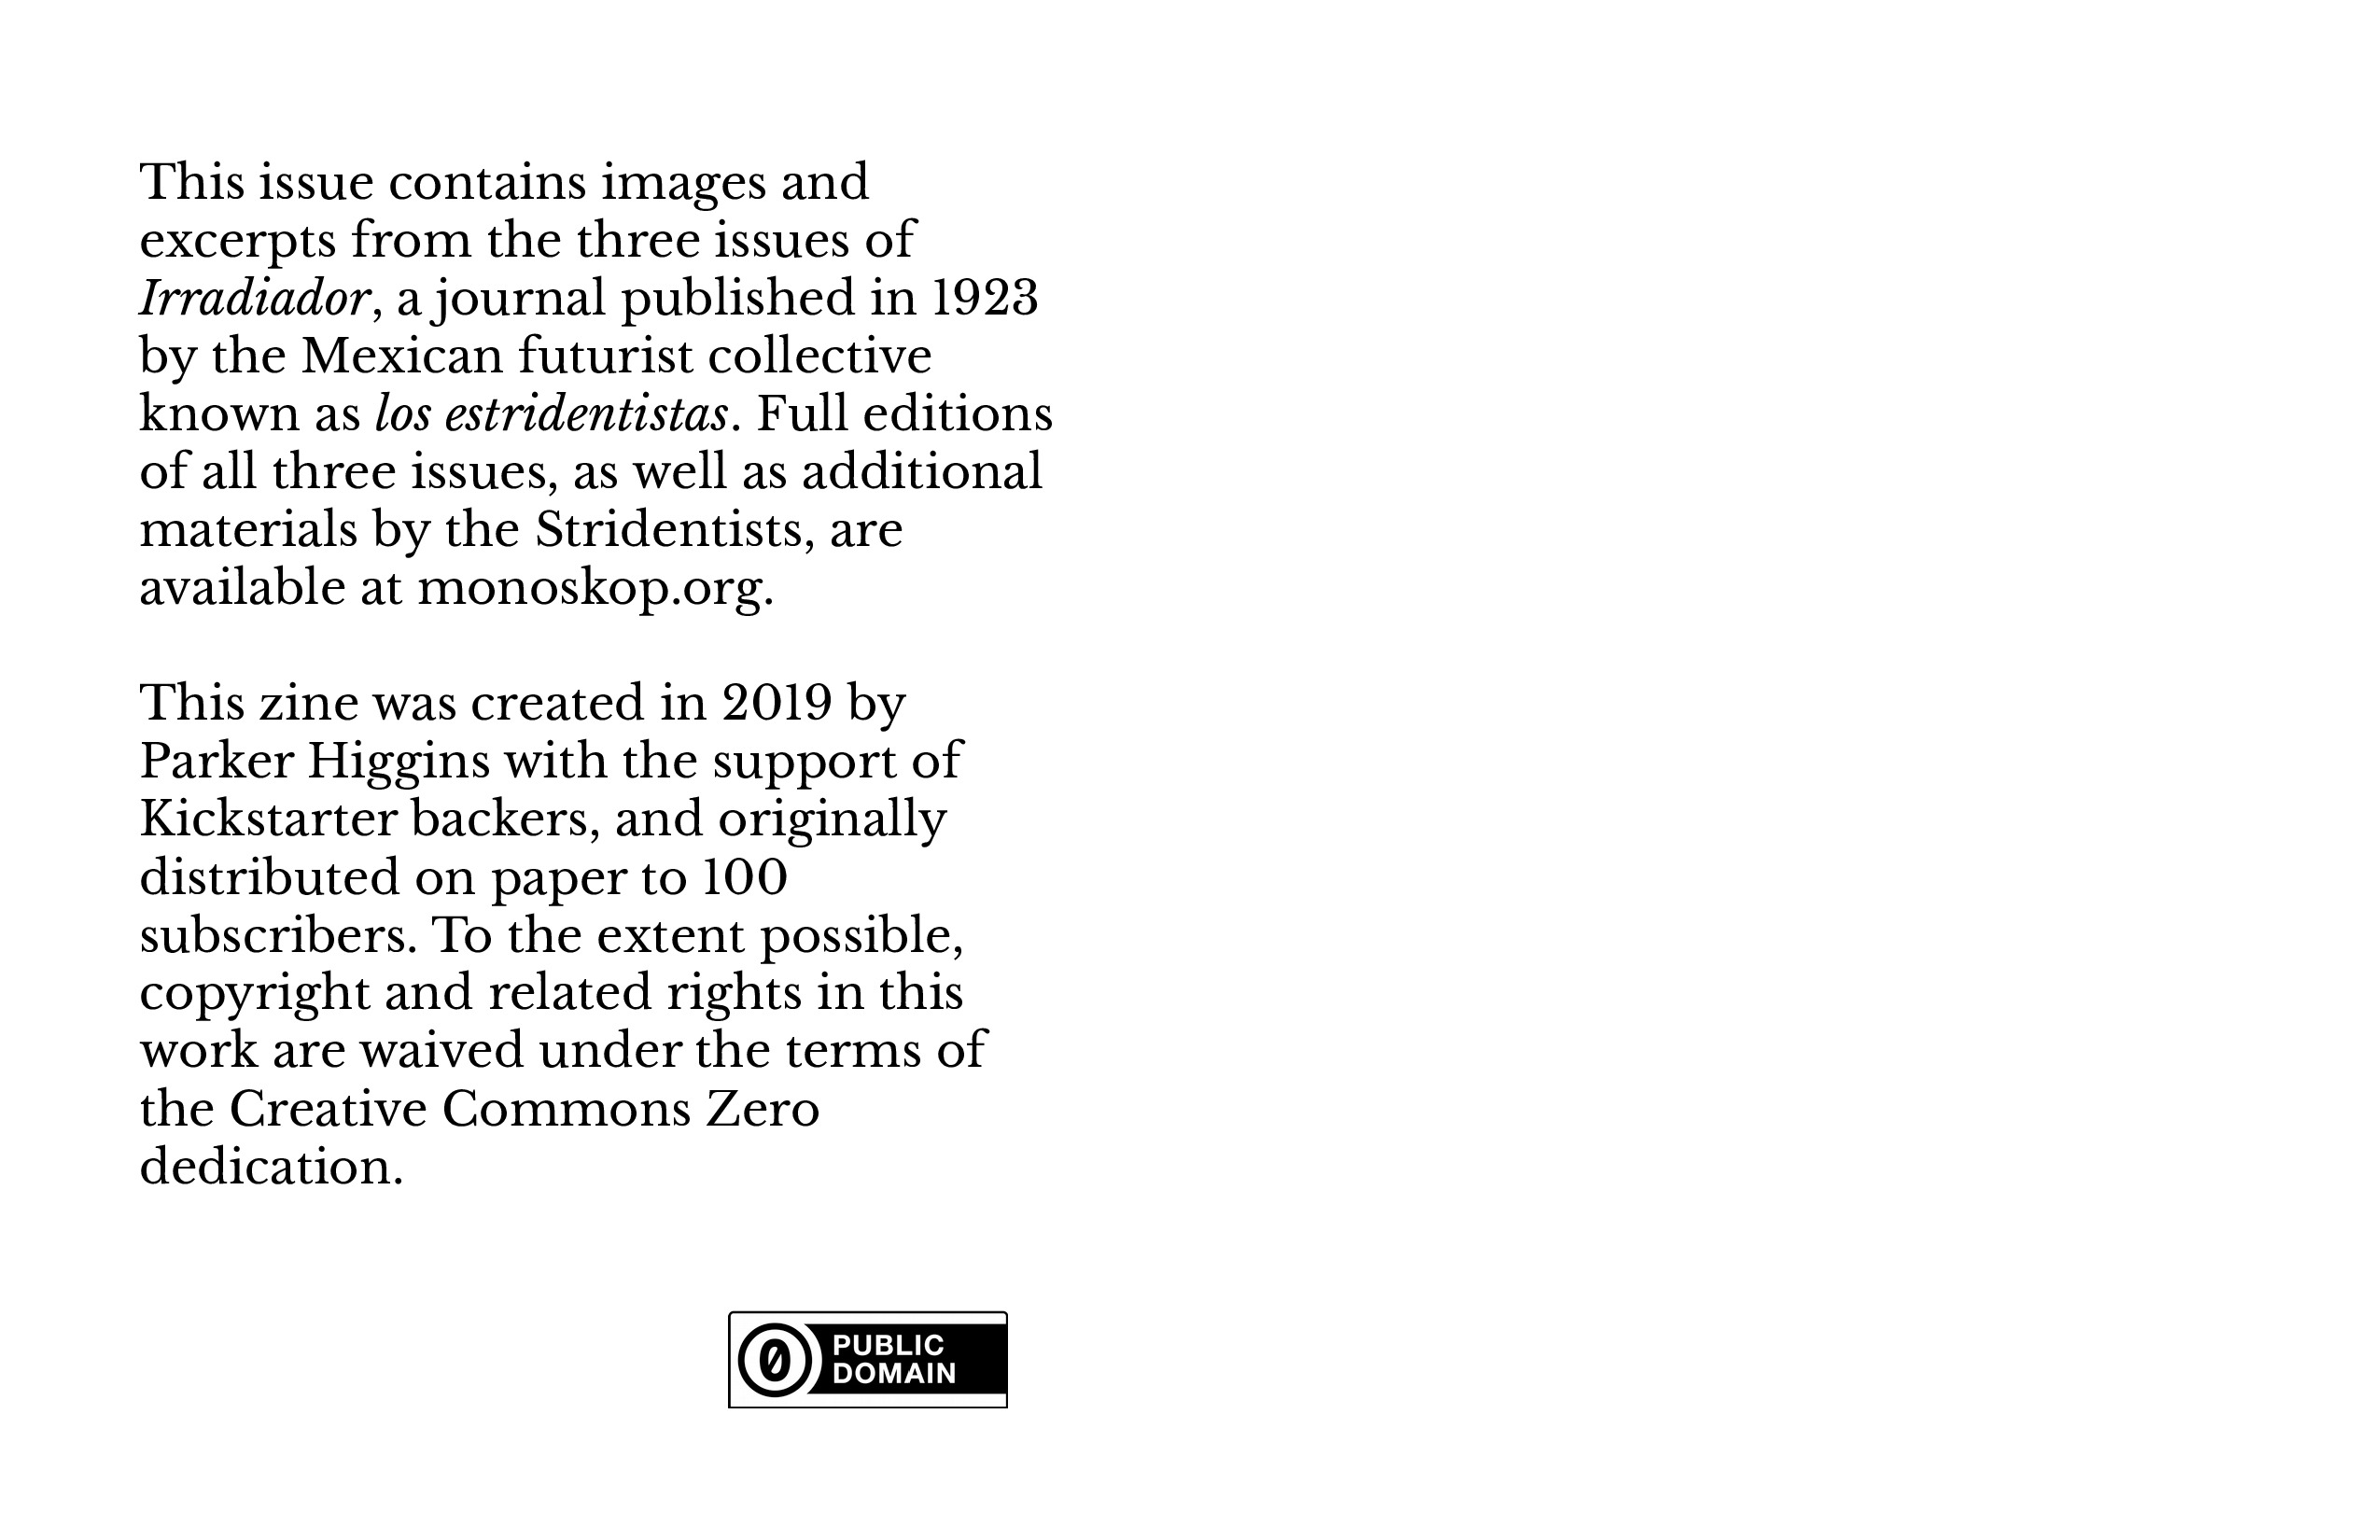 This issue contains images and
excerpts from the three issues of
Irradiador, a journal published in 1923
by the Mexican futurist collective
known as los estridentistas. Full editions
of all three issues, as well as additional
materials by the Stridentists, are
available at monoskop.org.
This zine was created in 2019 by
Parker Higgins with the support of
Kickstarter backers, and originally
distributed on paper to 100
subscribers. To the extent possible,
copyright and related rights in this
work are waived under the terms of
the Creative Commons Zero
dedication.
0
PUBLIC
DOMAIN